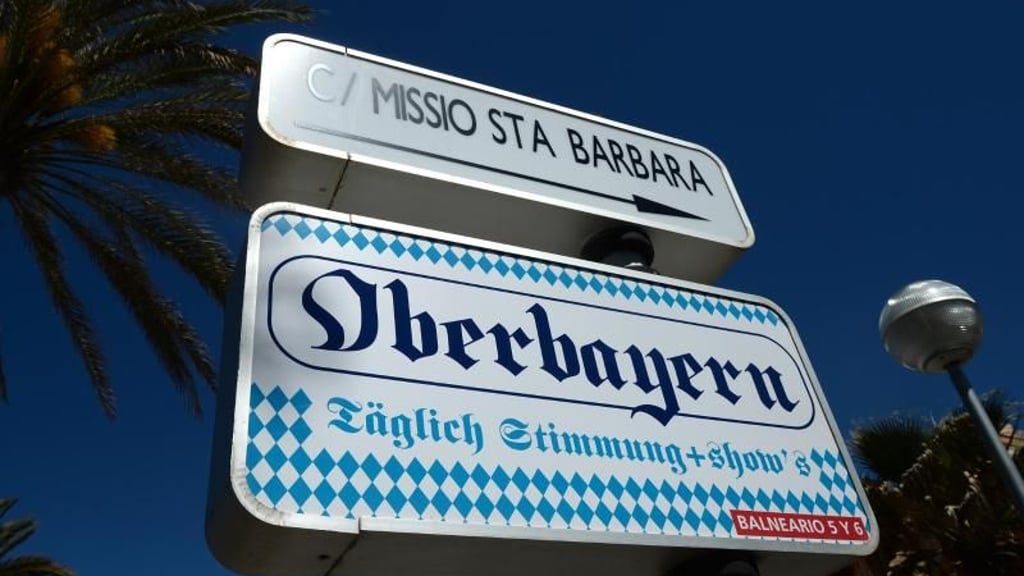 C/ MISSIO STA BARBARA
Oberbayern
Täglich Stimmung+show's
BALNEARIO 5 Y 6